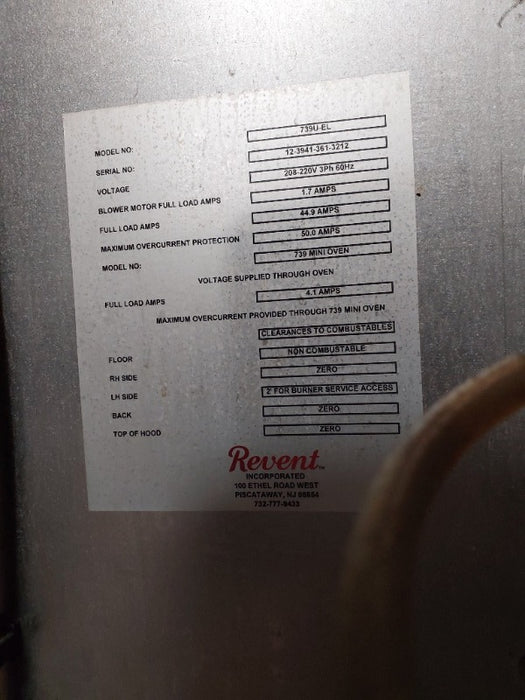 739U-EL
MODEL NO: 12-3941-361-3212
SERIAL NO: 208-220V 3Ph 60Hz
VOLTAGE 1.7 AMPS
BLOWER MOTOR FULL LOAD AMPS 44.9 AMPS
FULL LOAD AMPS 50.0 AMPS
MAXIMUM OVERCURRENT PROTECTION 739 MINI OVEN
MODEL NO:
VOLTAGE SUPPLIED THROUGH OVEN
FULL LOAD AMPS 4.1 AMPS
MAXIMUM OVERCURRENT PROVIDED THROUGH 739 MINI OVEN
CLEARANCES TO COMBUSTABLES
FLOOR NON COMBUSTABLE
RH SIDE ZERO
LH SIDE 2' FOR BURNER SERVICE ACCESS
BACK ZERO
TOP OF HOOD ZERO
Revent
INCORPORATED
100 ETHEL ROAD WEST
PISCATAWAY, NJ 08854
732-777-9433